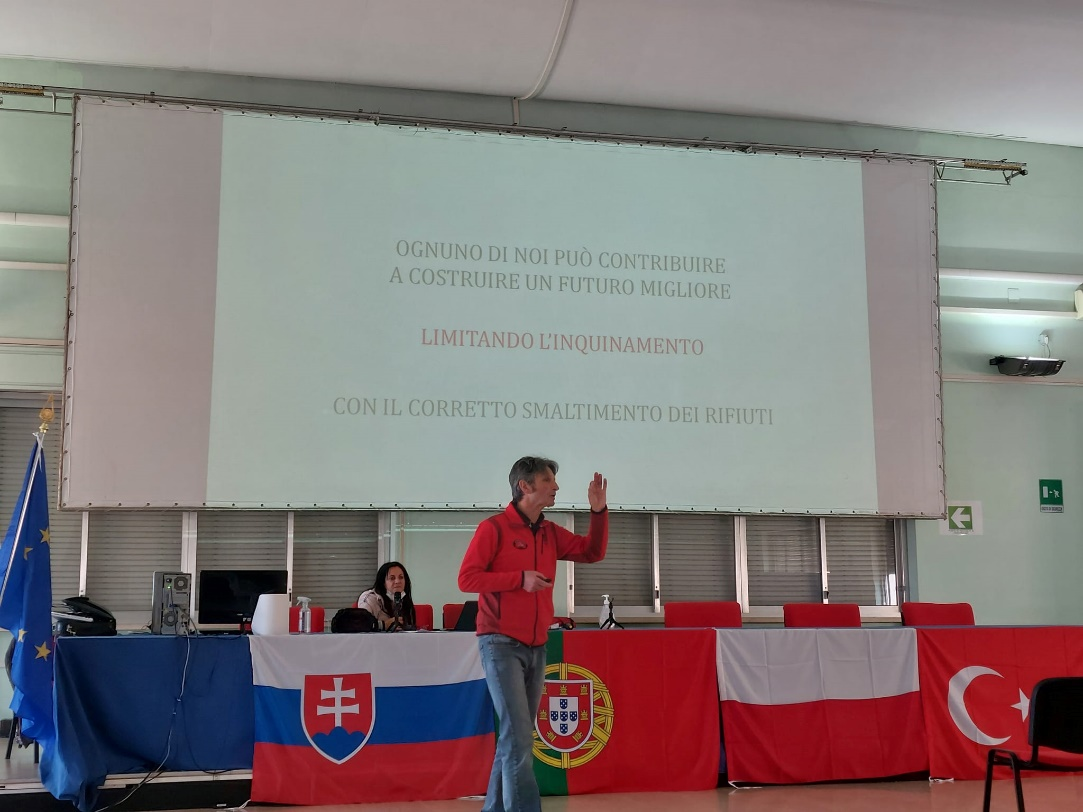 OGNUNO DI NOI PUÒ CONTRIBUIRE
A COSTRUIRE UN FUTURO MIGLIORE
LIMITANDO L'INQUINAMENTO
CON IL CORRETTO SMALTIMENTO DEI RIFIUTI